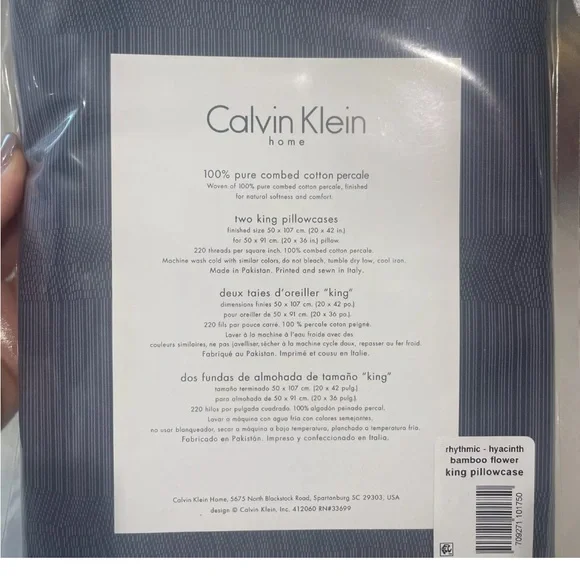 Calvin Klein
home
100% pure combed cotton percale
Woven of 100% pure combed cotton percale, finished
for natural softness and comfort.
two king pillowcases
finished size 50 x 107 cm. (20 x 42 in.)
for 50 x 91 cm. (20 x 36 in.) pillow.
220 threads per square inch. 100% combed cotton percale.
Machine wash cold with similar colors, do not bleach, tumble dry low, cool iron.
Made in Pakistan. Printed and sewn in Italy.
deux taies d'oreiller "king"
dimensions finies 50 x 107 cm. (20 x 42 po.)
pour oreiller de 50 x 91 cm. (20 x 36 po.).
220 fils par pouce carré. 100 % percale coton peigné.
Laver à la machine à l'eau froide avec des
couleurs similaires, ne pas javelliser, sécher à la machine cycle doux, repasser au fer froid.
Fabriqué au Pakistan. Imprimé et cousu en Italie.
dos fundas de almohada de tamaño "king"
tamaño terminado 50 x 107 cm. (20 x 42 pulg.)
para almohada de 50 x 91 cm. (20 x 36 pulg.)
220 hilos por pulgada cuadrado. 100% algodón peinado percal.
Lavar a máquina con agua fría con colores semejantes,
no usar blanqueador, secar a máquina a baja temperatura, planchado a temperatura fría.
Fabricado en Pakistán. Impreso y confeccionado en Italia.
Calvin Klein Home, 5675 North Blackstock Road, Spartanburg SC 29303, USA
design © Calvin Klein, Inc. 412060 RN#33699
rhythmic - hyacinth
bamboo flower
king pillowcase
709271 101750